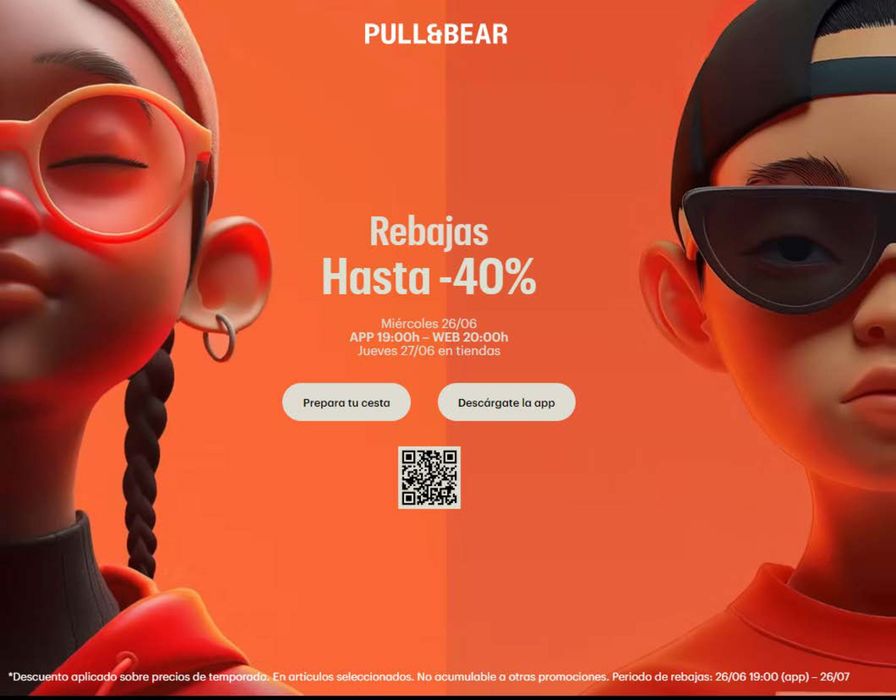 PULL&BEAR
Rebajas
Hasta -40%
Miércoles 26/06
APP 19:00h – WEB 20:00h
Jueves 27/06 en tiendas
Prepara tu cesta
Descárgate la app
*Descuento aplicado sobre precios de temporada. En artículos seleccionados. No acumulable a otras promociones. Periodo de rebajas: 26/06 19:00 (app) – 26/07